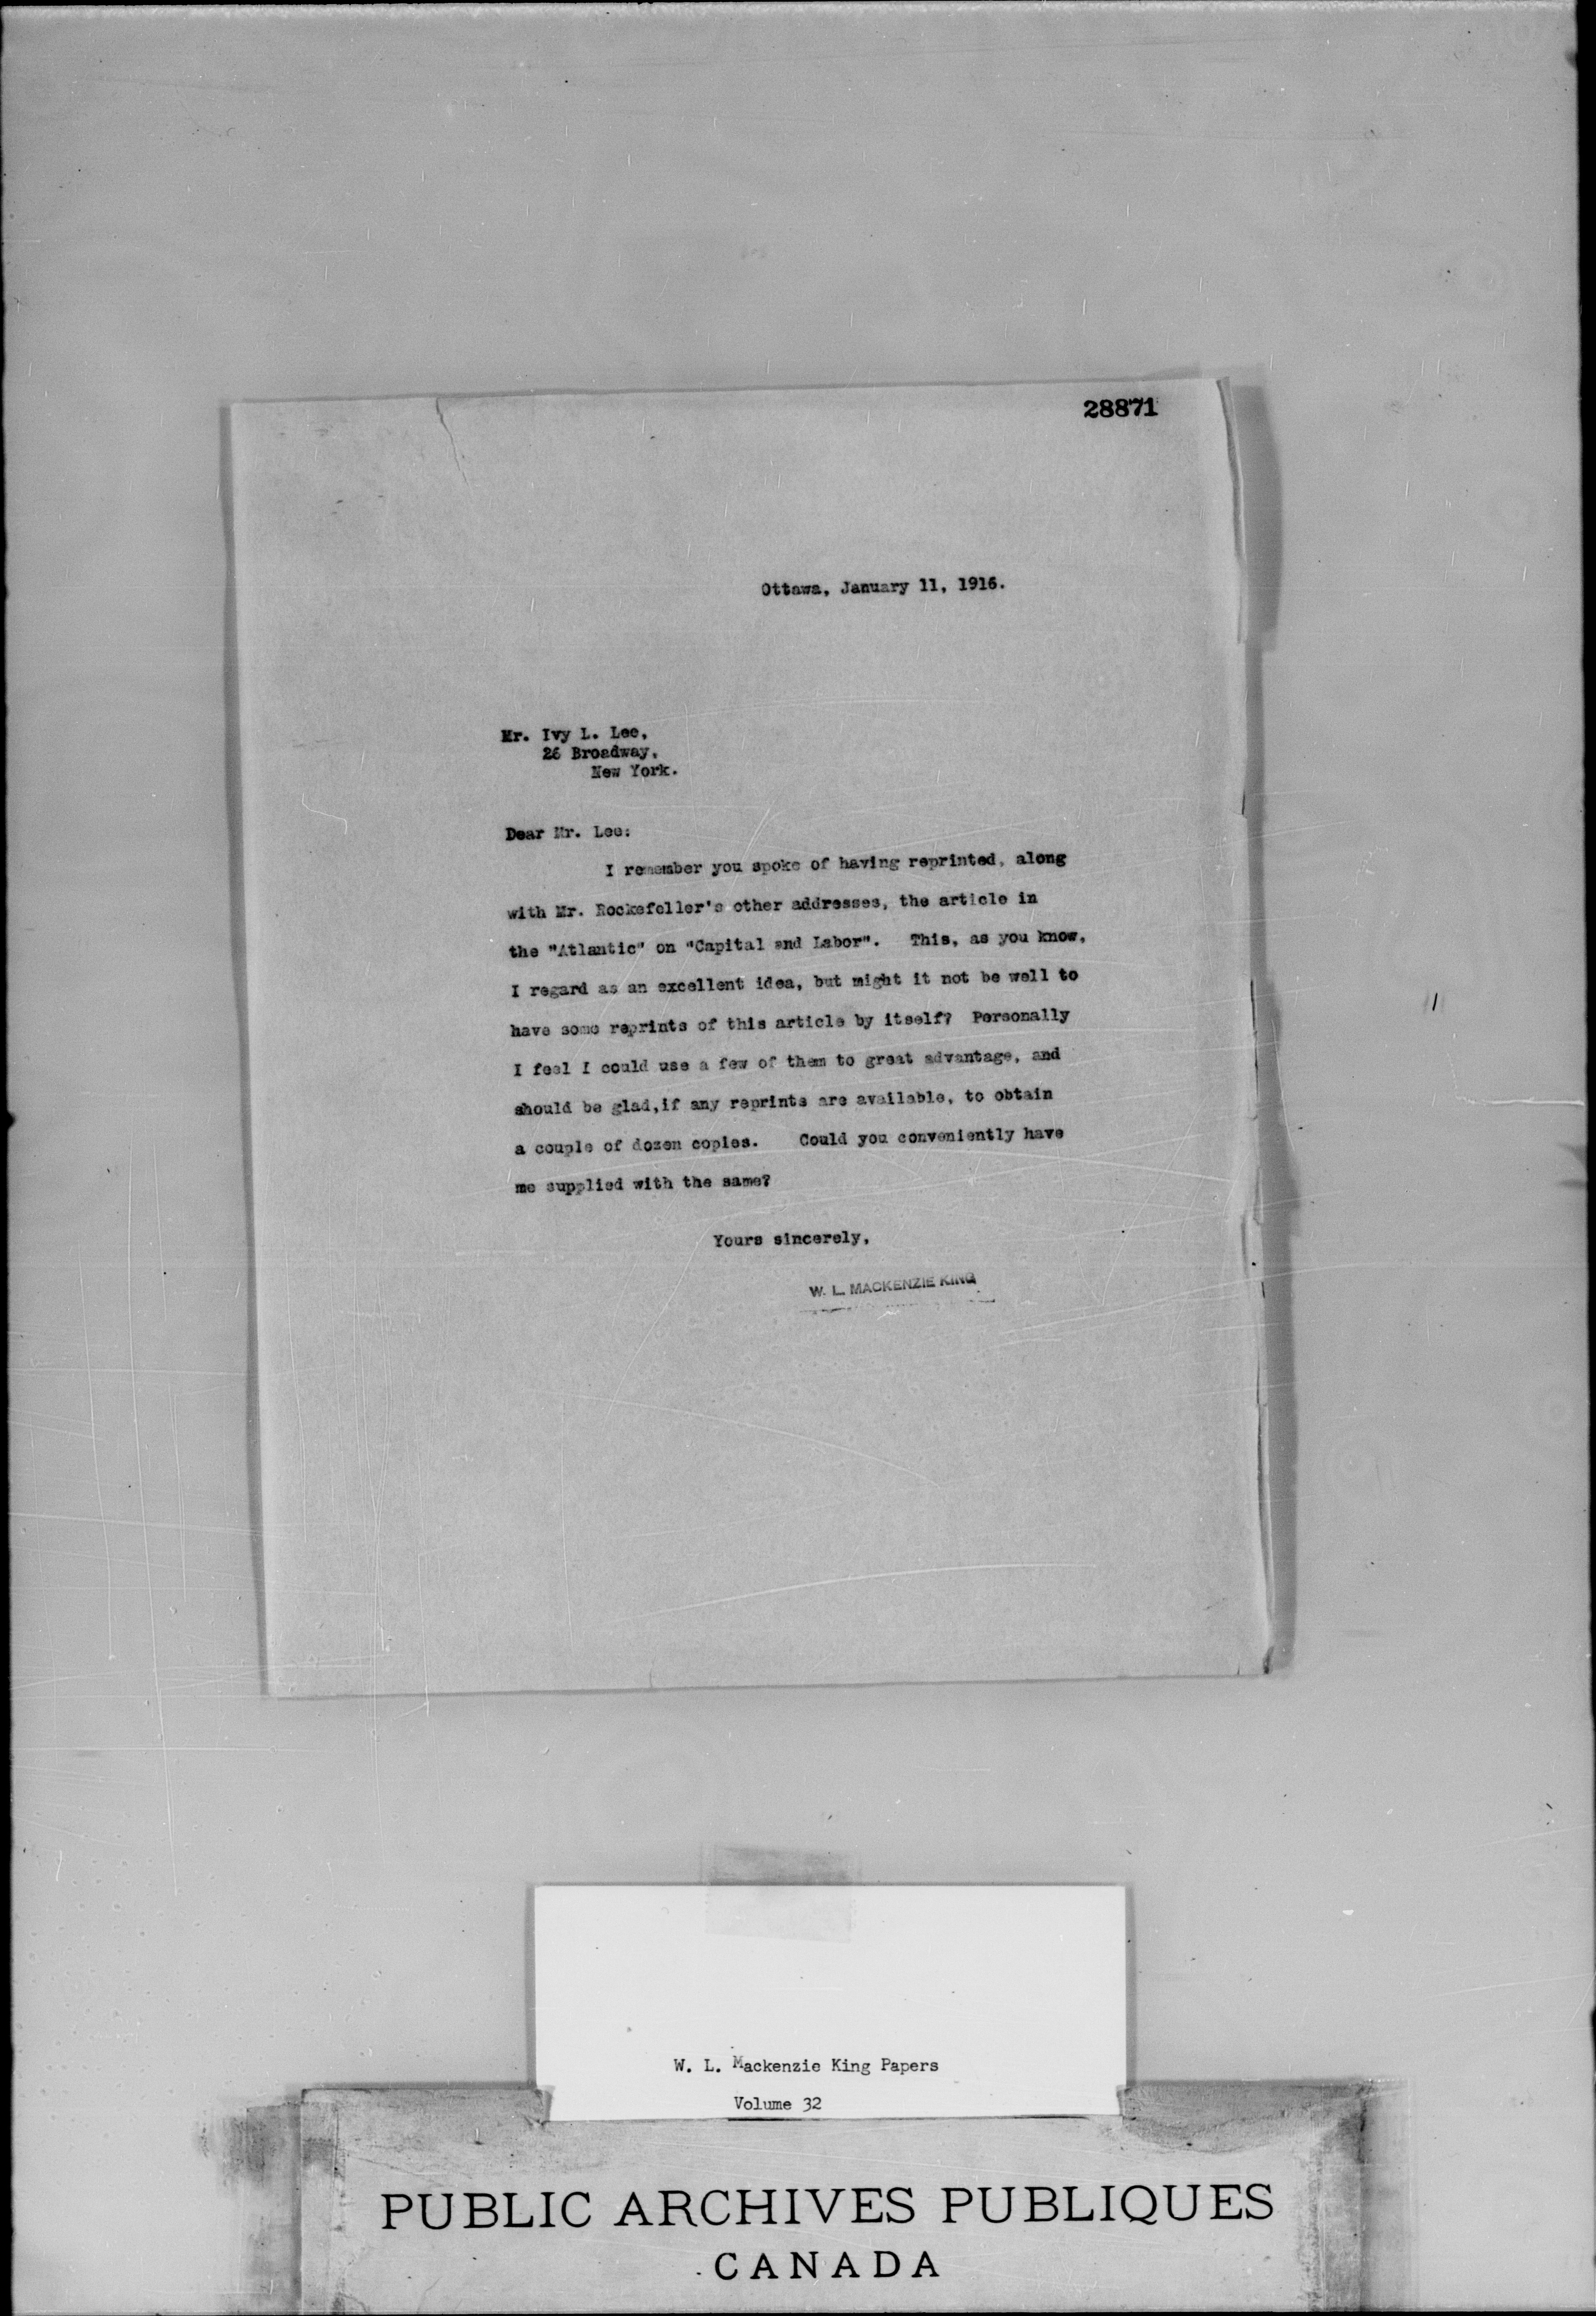 28871
Ottawa, January 11, 1916.
Mr. Ivy L. Lee,
26 Broadway,
New York.
Dear Mr. Lee:
I remember you spoke of having reprinted, along
with Mr. Rockefeller's other addresses, the article in
the "Atlantic" on "Capital and Labor". This, as you know,
I regard as an excellent idea, but might it not be well to
have some reprints of this article by itself? Personally
I feel I could use a few of them to great advantage, and
should be glad,if any reprints are available, to obtain
a couple of dozen copies. Could you conveniently have
me supplied with the same?
Yours sincerely,
W. L. MACKENZIE KING
W. L. Mackenzie King Papers
Volume 32
PUBLIC ARCHIVES PUBLIQUES
CANADA